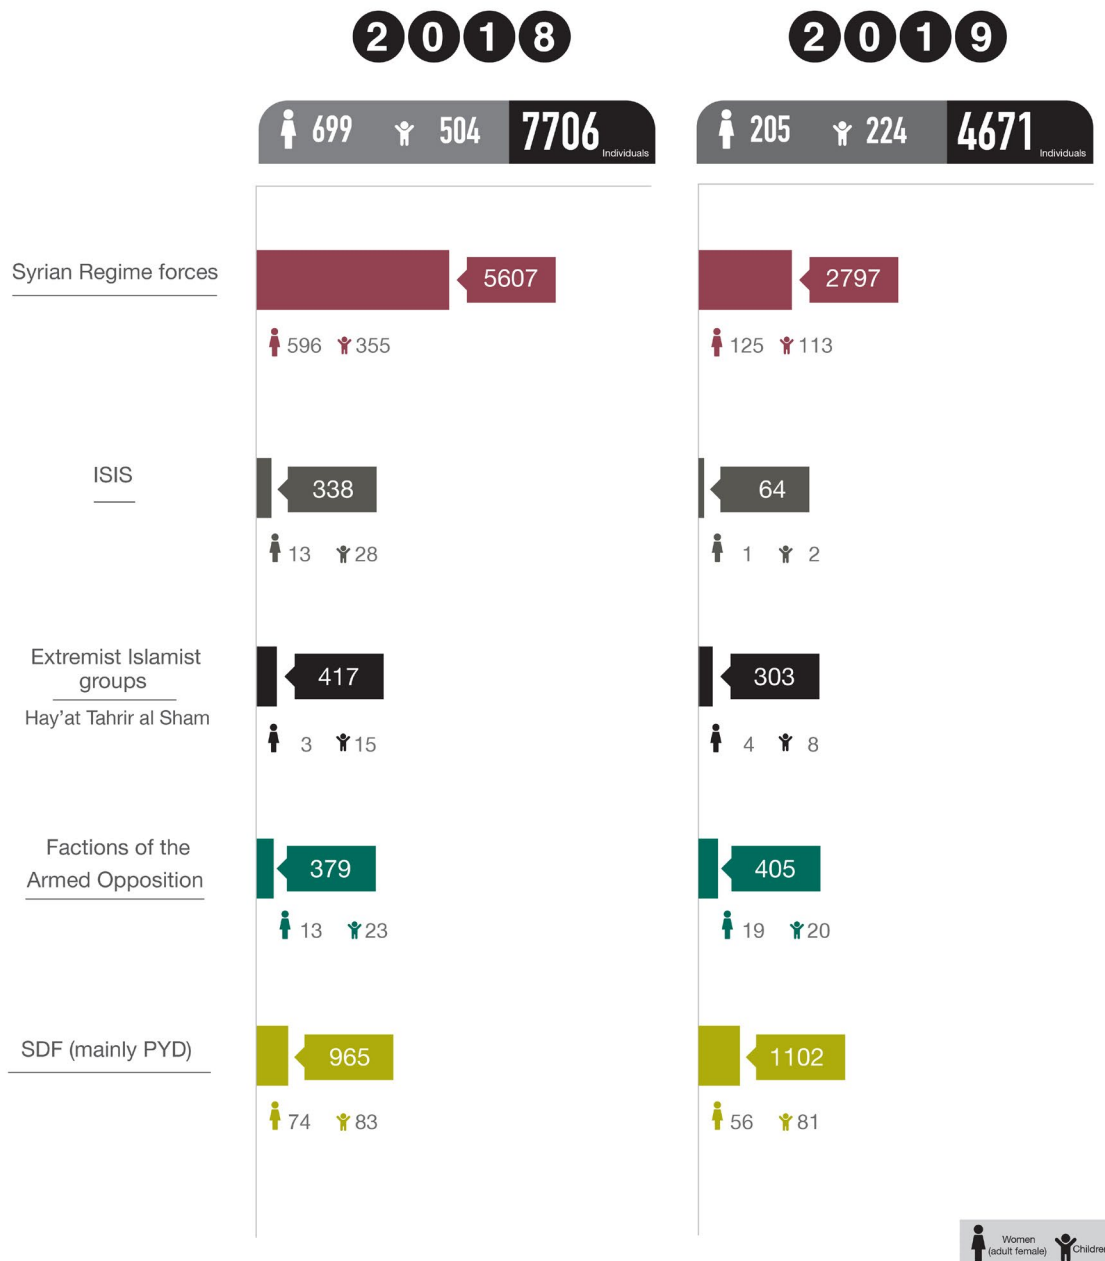 2018
2019
699 504 7706 Individuals
205 224 4671 Individuals
Syrian Regime forces
5607
2797
596 355
125 113
ISIS
338
64
13 28
1 2
Extremist Islamist
groups
Hay'at Tahrir al Sham
417
303
3 15
4 8
Factions of the
Armed Opposition
379
405
13 23
19 20
SDF (mainly PYD)
965
1102
74 83
56 81
Women
(adult female)
Children